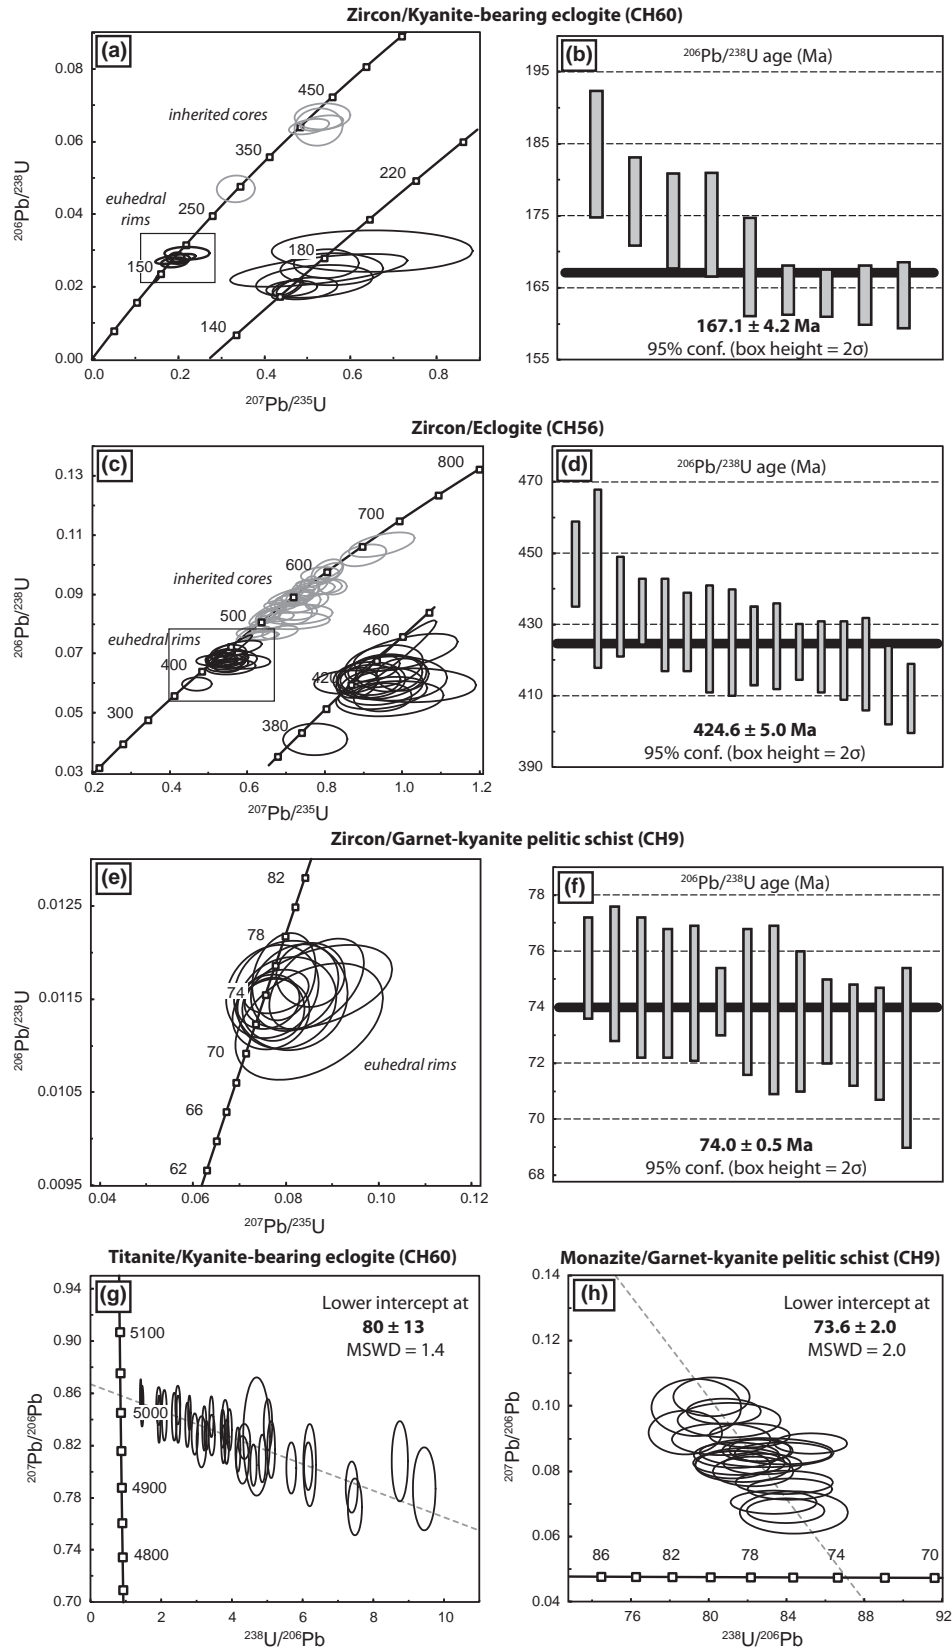 Zircon/Kyanite-bearing eclogite (CH60)
(a)
0.08
0.06
0.04
0.02
0.00
²⁰⁶Pb/²³⁸U
450
inherited cores
350
220
euhedral
rims
250
150
180
140
0.0 0.2 0.4 0.6 0.8
²⁰⁷Pb/²³⁵U
(b)
²⁰⁶Pb/²³⁸U age (Ma)
195
185
175
165
155
167.1 ± 4.2 Ma
95% conf. (box height = 2σ)
Zircon/Eclogite (CH56)
(c)
0.13
0.11
0.09
0.07
0.05
0.03
²⁰⁶Pb/²³⁸U
800
700
600
inherited cores
500
euhedral rims
460
400
420
300
380
0.2 0.4 0.6 0.8 1.0 1.2
²⁰⁷Pb/²³⁵U
(d)
²⁰⁶Pb/²³⁸U age (Ma)
470
450
430
410
390
424.6 ± 5.0 Ma
95% conf. (box height = 2σ)
Zircon/Garnet-kyanite pelitic schist (CH9)
(e)
0.0125
0.0115
0.0105
0.0095
²⁰⁶Pb/²³⁸U
82
78
74
70
euhedral rims
66
62
0.04 0.06 0.08 0.10 0.12
²⁰⁷Pb/²³⁵U
(f)
²⁰⁶Pb/²³⁸U age (Ma)
78
76
74
72
70
68
74.0 ± 0.5 Ma
95% conf. (box height = 2σ)
Titanite/Kyanite-bearing eclogite (CH60)
(g)
Lower intercept at
80 ± 13
MSWD = 1.4
0.94
0.90
0.86
0.82
0.78
0.74
0.70
²⁰⁷Pb/²⁰⁶Pb
5100
5000
4900
4800
0 2 4 6 8 10
²³⁸U/²⁰⁶Pb
Monazite/Garnet-kyanite pelitic schist (CH9)
(h)
Lower intercept at
73.6 ± 2.0
MSWD = 2.0
0.14
0.12
0.10
0.08
0.06
0.04
²⁰⁷Pb/²⁰⁶Pb
86 82 78 74 70
76 80 84 88 92
²³⁸U/²⁰⁶Pb